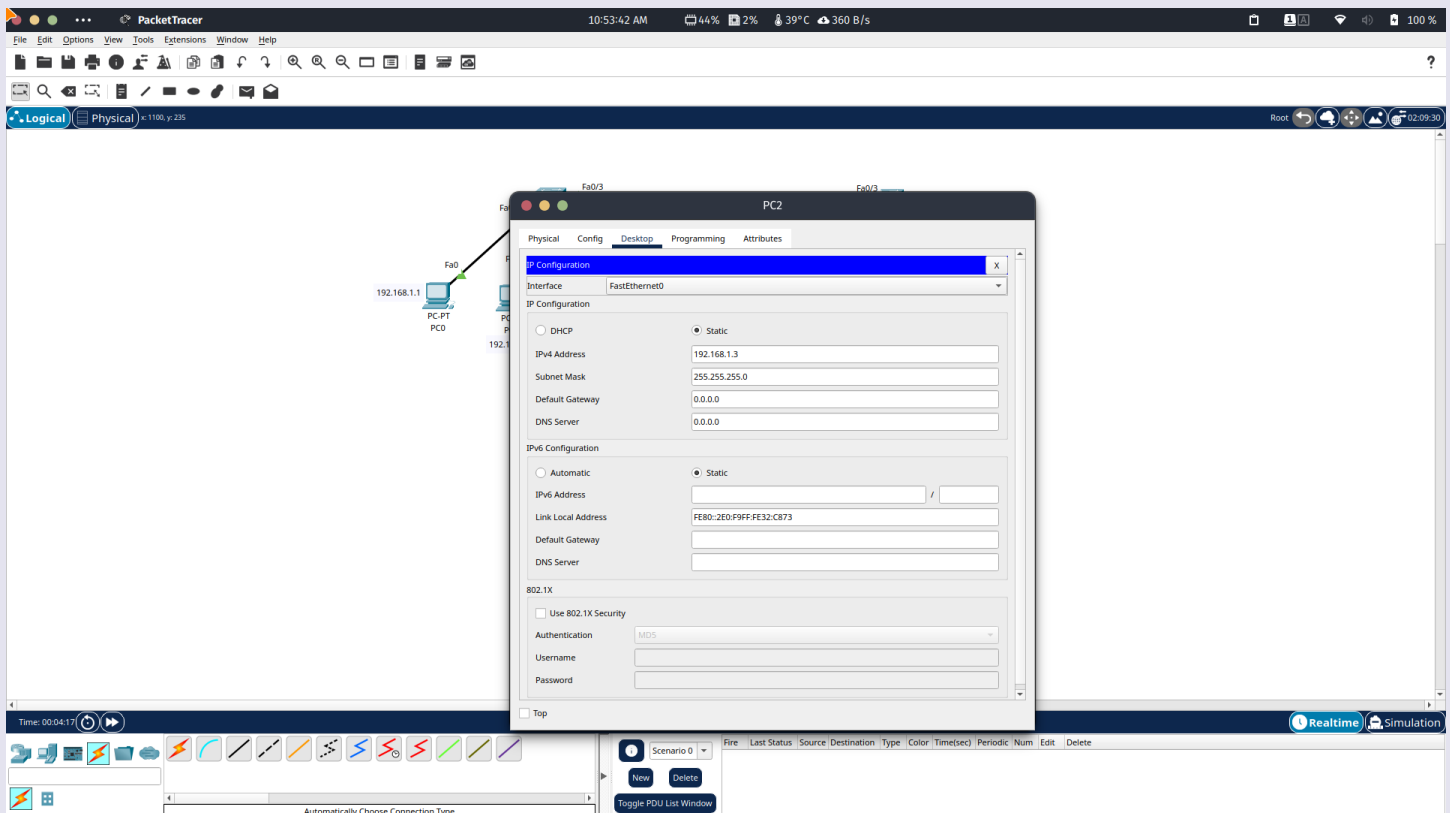 PacketTracer 10:53:42 AM 44% 2% 39°C 360 B/s 1 A 100 %
File Edit Options View Tools Extensions Window Help
?
Logical Physical x: 1100, y: 235 Root 02:09:30
Fa0/3 Fa0/3
Fa
Fa0
192.168.1.1
PC-PT
PC0
192.1
PC2
Physical Config Desktop Programming Attributes
IP Configuration X
Interface FastEthernet0
IP Configuration
DHCP Static
IPv4 Address 192.168.1.3
Subnet Mask 255.255.255.0
Default Gateway 0.0.0.0
DNS Server 0.0.0.0
IPv6 Configuration
Automatic Static
IPv6 Address /
Link Local Address FE80::2E0:F9FF:FE32:C873
Default Gateway
DNS Server
802.1X
Use 802.1X Security
Authentication MD5
Username
Password
Top
Time: 00:04:17 Realtime Simulation
Scenario 0 Fire Last Status Source Destination Type Color Time(sec) Periodic Num Edit Delete
New Delete
Toggle PDU List Window
Automatically Choose Connection Type